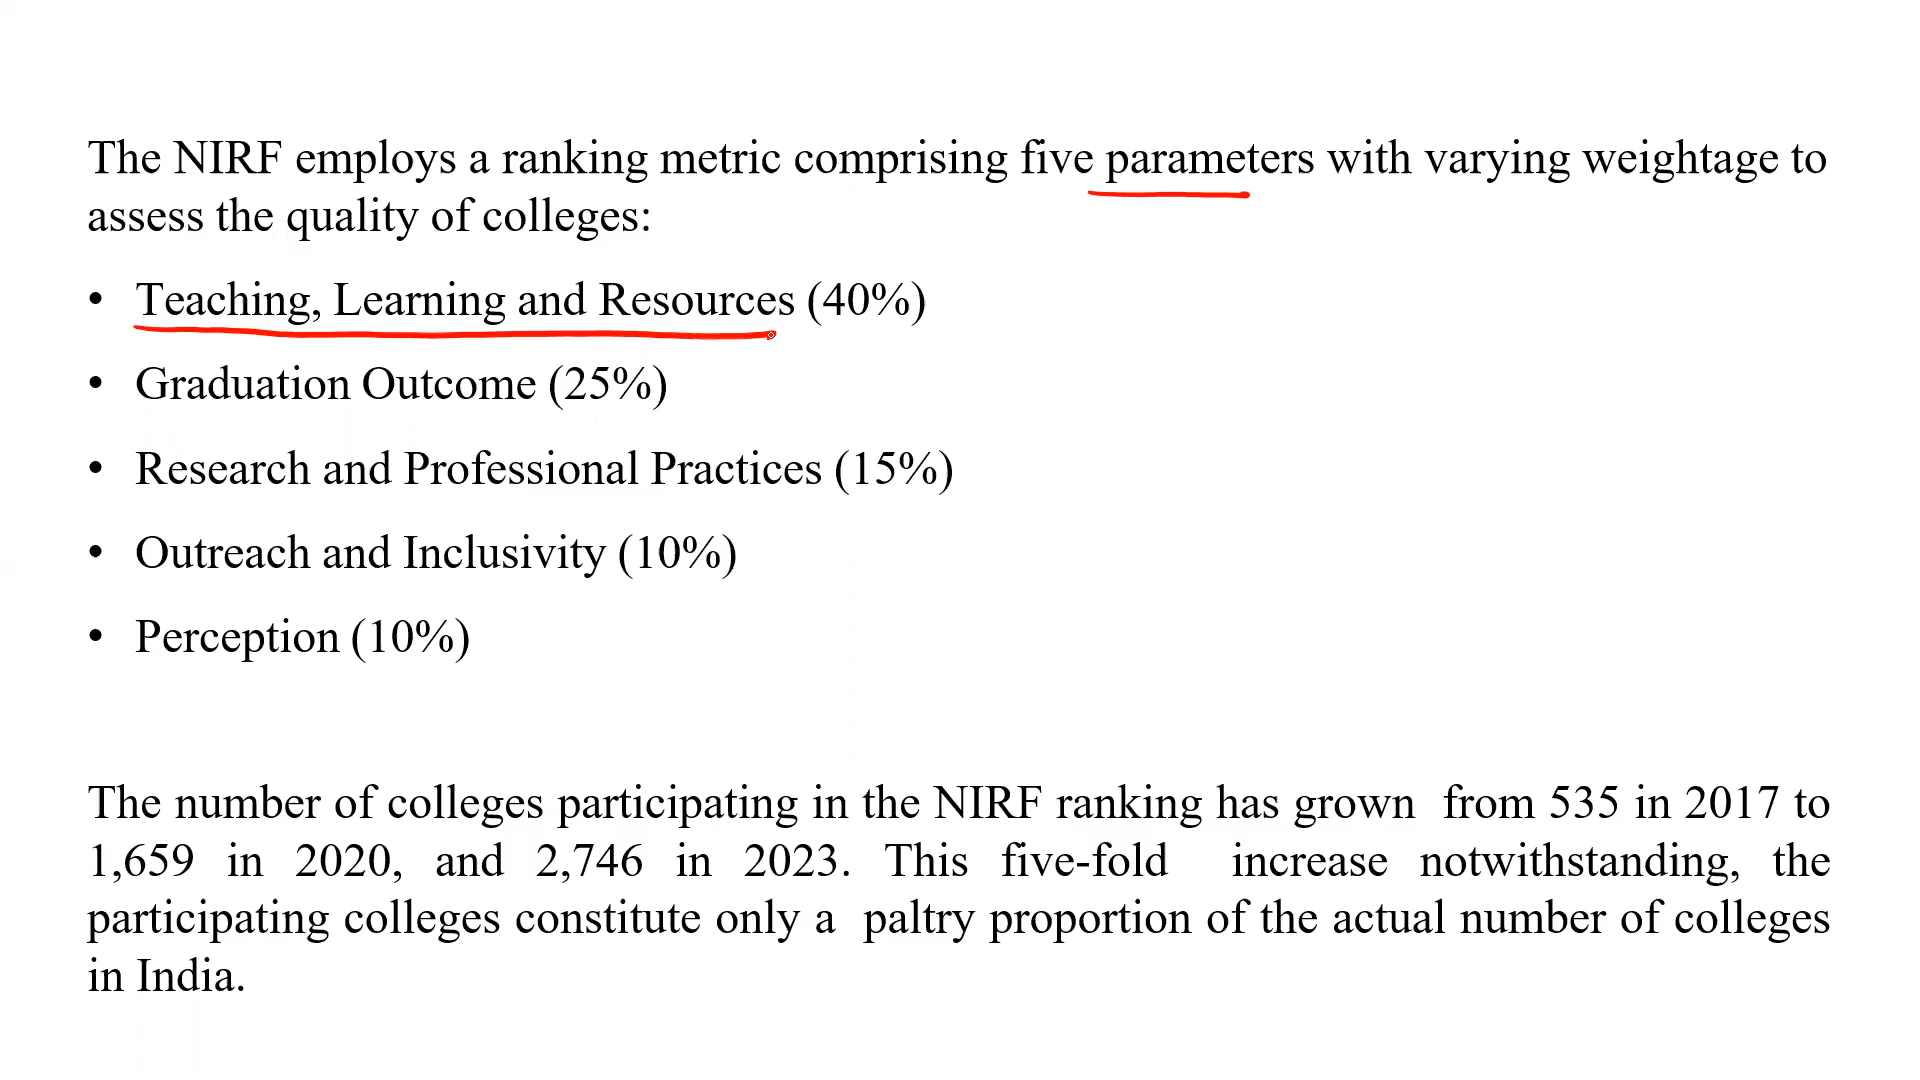 The NIRF employs a ranking metric comprising five parameters with varying weightage to
assess the quality of colleges:
• Teaching, Learning and Resources (40%)
• Graduation Outcome (25%)
• Research and Professional Practices (15%)
• Outreach and Inclusivity (10%)
• Perception (10%)
The number of colleges participating in the NIRF ranking has grown from 535 in 2017 to
1,659 in 2020, and 2,746 in 2023. This five-fold increase notwithstanding, the
participating colleges constitute only a paltry proportion of the actual number of colleges
in India.